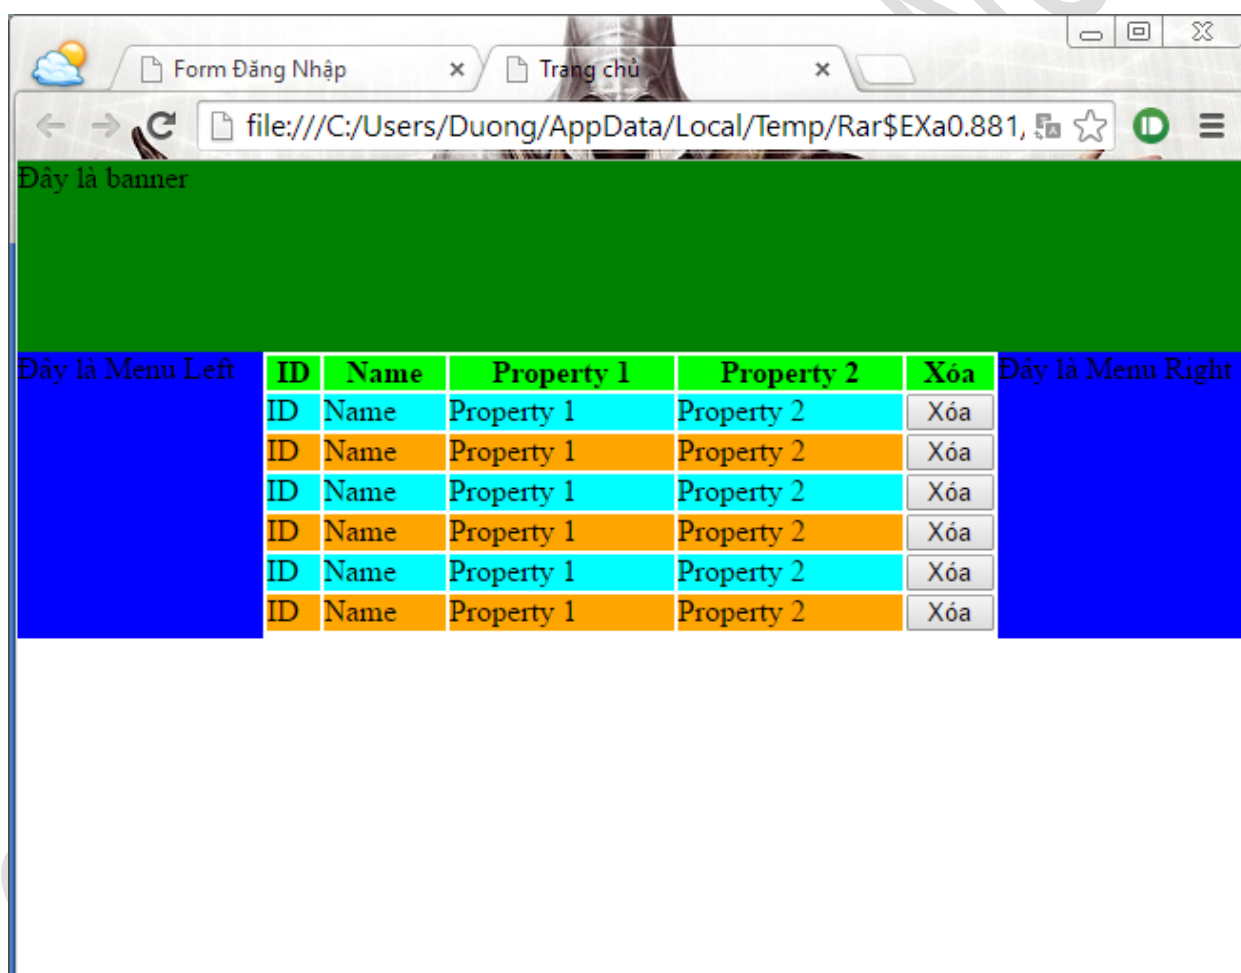 Form Đăng Nhập Trang chủ
file:///C:/Users/Duong/AppData/Local/Temp/Rar$EXa0.881,
Đây là banner
Đây là Menu Left ID Name Property 1 Property 2 Xóa Đây là Menu Right
ID Name Property 1 Property 2 Xóa
ID Name Property 1 Property 2 Xóa
ID Name Property 1 Property 2 Xóa
ID Name Property 1 Property 2 Xóa
ID Name Property 1 Property 2 Xóa
ID Name Property 1 Property 2 Xóa